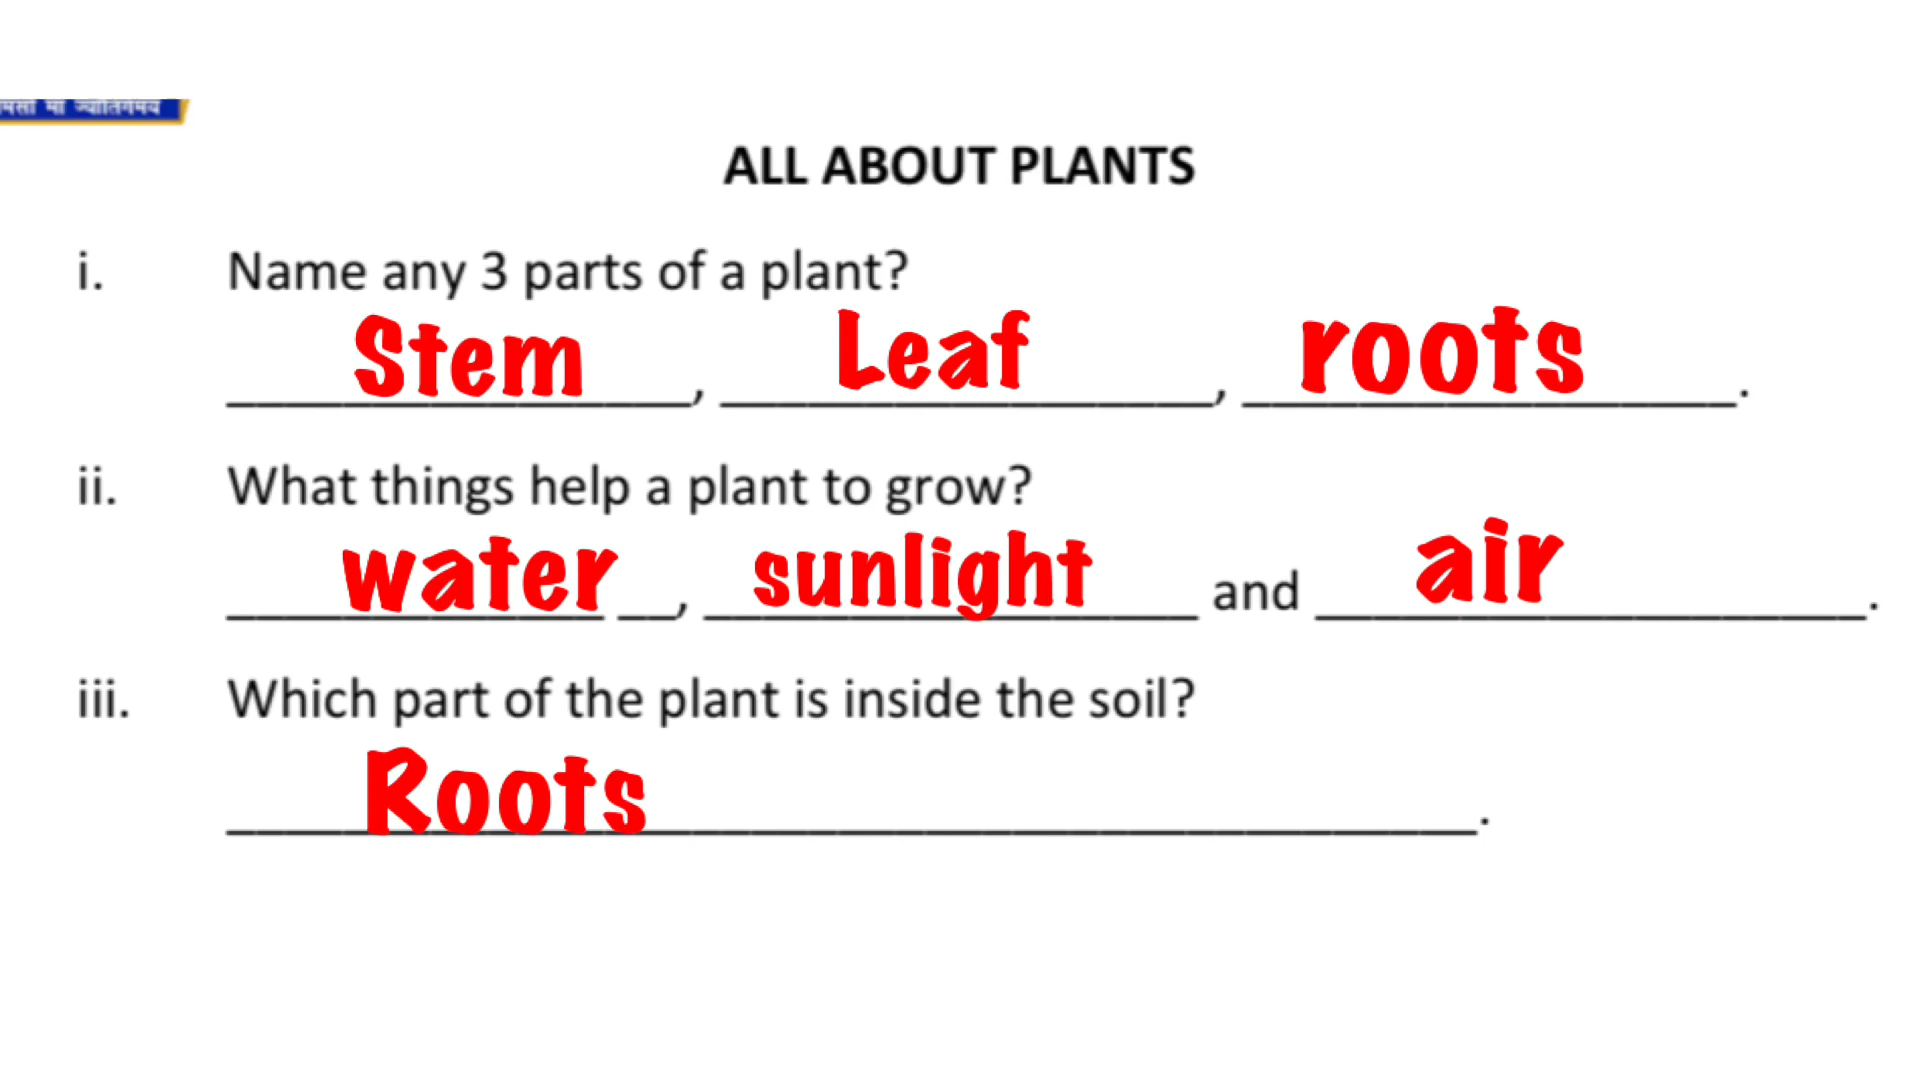 मा ज्योतिर्गमय
ALL ABOUT PLANTS
i. Name any 3 parts of a plant?
Stem, Leaf, roots.
ii. What things help a plant to grow?
water, sunlight and air.
iii. Which part of the plant is inside the soil?
Roots.